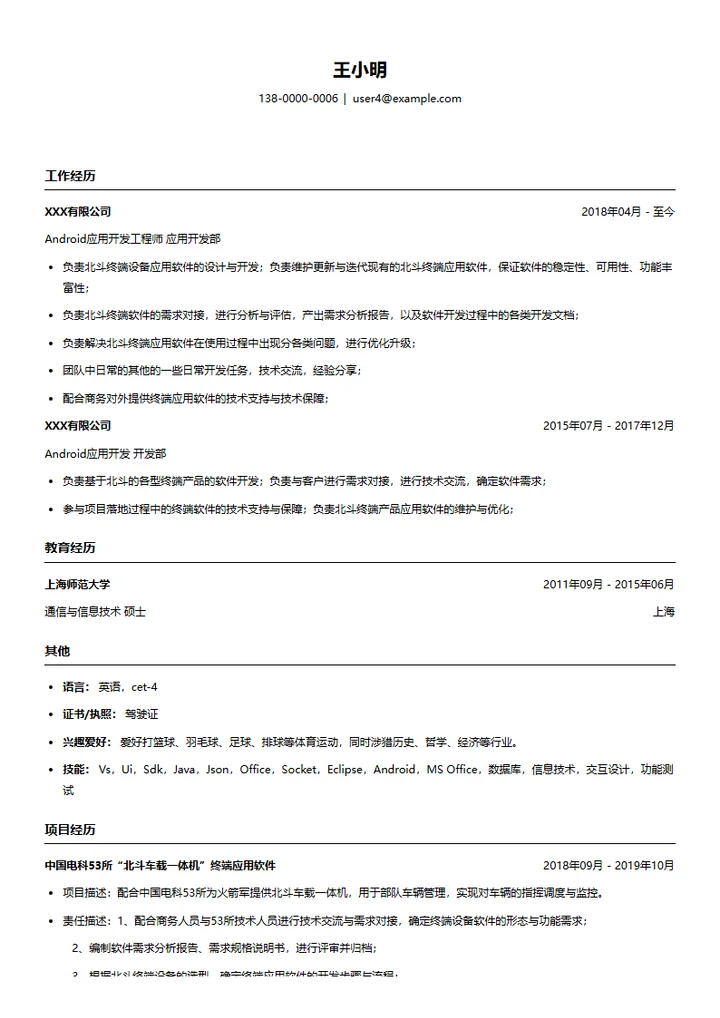 王小明
138-0000-0006 | user4@example.com
工作经历
XXX有限公司 2018年04月 - 至今
Android应用开发工程师 应用开发部
• 负责北斗终端设备应用软件的设计与开发；负责维护更新与迭代现有的北斗终端应用软件，保证软件的稳定性、可用性、功能丰
富性；
• 负责北斗终端软件的需求对接，进行分析与评估，产出需求分析报告，以及软件开发过程中的各类开发文档；
• 负责解决北斗终端应用软件在使用过程中出现分各类问题，进行优化升级；
• 团队中日常的其他的一些日常开发任务，技术交流，经验分享；
• 配合商务对外提供终端应用软件的技术支持与技术保障；
XXX有限公司 2015年07月 - 2017年12月
Android应用开发 开发部
• 负责基于北斗的各型终端产品的软件开发；负责与客户进行需求对接，进行技术交流，确定软件需求；
• 参与项目落地过程中的终端软件的技术支持与保障；负责北斗终端产品应用软件的维护与优化；
教育经历
上海师范大学 2011年09月 - 2015年06月
通信与信息技术 硕士 上海
其他
• 语言： 英语，cet-4
• 证书/执照： 驾驶证
• 兴趣爱好： 爱好打篮球、羽毛球、足球、排球等体育运动，同时涉猎历史、哲学、经济等行业。
• 技能： Vs，Ui，Sdk，Java，Json，Office，Socket，Eclipse，Android，MS Office，数据库，信息技术，交互设计，功能测
试
项目经历
中国电科53所“北斗车载一体机”终端应用软件 2018年09月 - 2019年10月
• 项目描述：配合中国电科53所为火箭军提供北斗车载一体机，用于部队车辆管理，实现对车辆的指挥调度与监控。
• 责任描述：1、配合商务人员与53所技术人员进行技术交流与需求对接，确定终端设备软件的形态与功能需求；
2、编制软件需求分析报告、需求规格说明书，进行评审并归档；
3、根据北斗终端设备的选型，确定终端应用软件的开发步骤与流程；